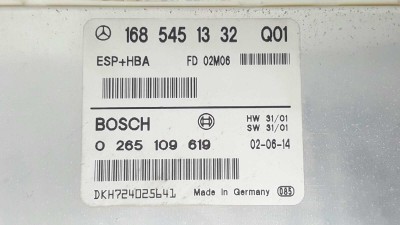 168 545 13 32 Q01
ESP+HBA FD 02M06
BOSCH HW 31/01
SW 31/01
0 265 109 619 02-06-14
DKH724025641 Made in Germany 085